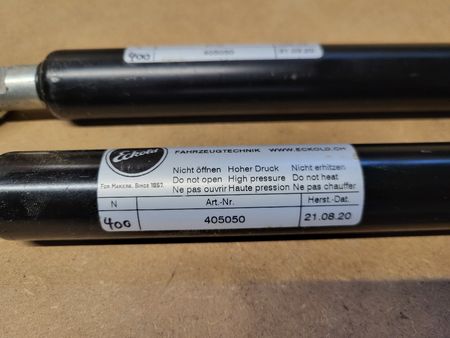 400
405050
21.08.20
Eckold
FAHRZEUGTECHNIK WWW.ECKOLD.CH
FOR MAKERS. SINCE 1857.
Nicht öffnen Hoher Druck Nicht erhitzen
Do not open High pressure Do not heat
Ne pas ouvrir Haute pression Ne pas chauffer
N Art.-Nr. Herst.-Dat.
400 405050 21.08.20